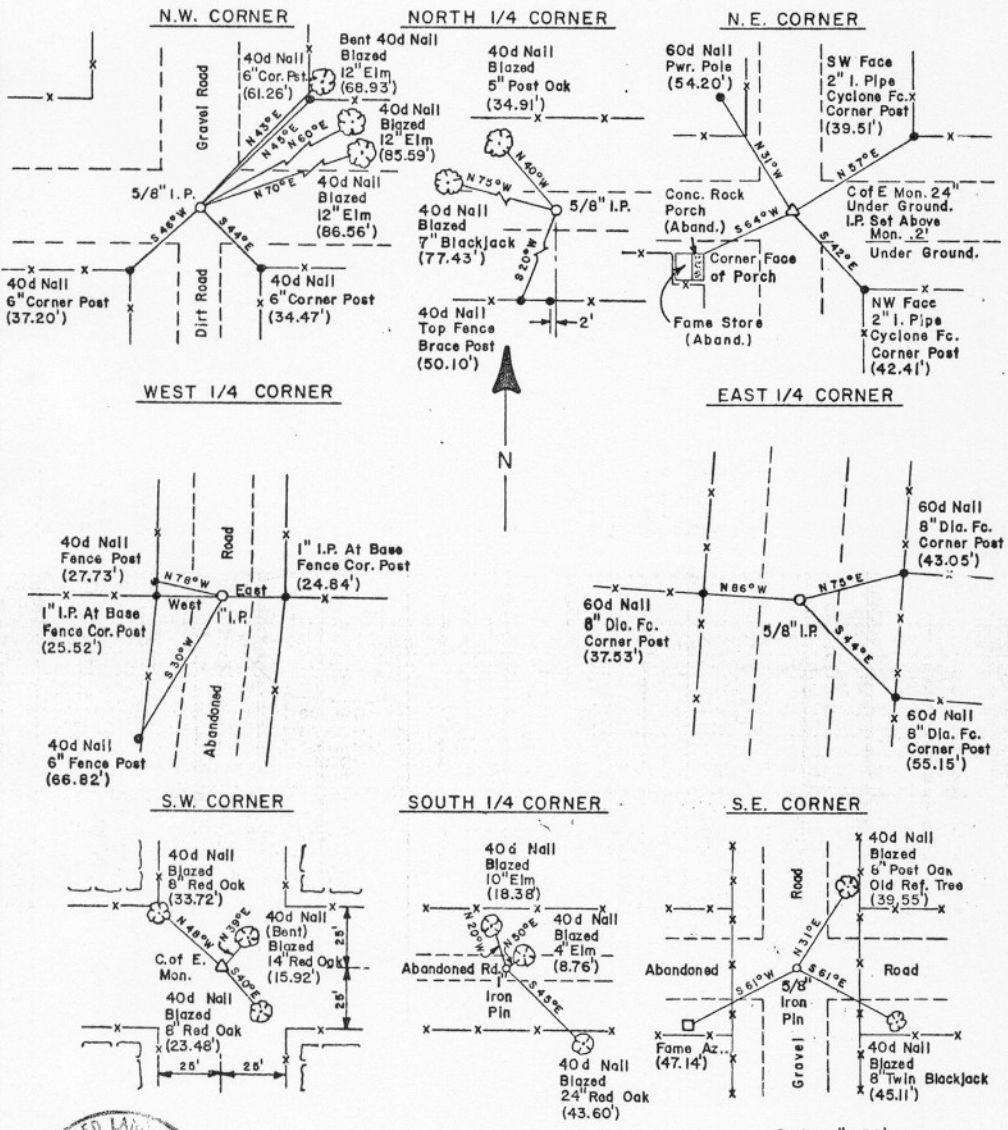 N.W. CORNER
Gravel Road
40d Nail
6" Cor. Pst.
(61.26')
Bent 40d Nail
Blazed
12" Elm
(68.93')
40d Nail
Blazed
12" Elm
(85.59')
N 43° E
N 45° E
N 60° E
N 70° E
40d Nail
Blazed
12" Elm
(86.56')
5/8" I.P.
S 46° W
S 44° E
40d Nail
6" Corner Post
(37.20')
Dirt Road
40d Nail
6" Corner Post
(34.47')
NORTH 1/4 CORNER
40d Nail
Blazed
5" Post Oak
(34.91')
N 40° W
N 75° W
5/8" I.P.
40d Nail
Blazed
7" Blackjack
(77.43')
S 20° W
40d Nail
Top Fence
Brace Post
(50.10')
2'
N.E. CORNER
60d Nail
Pwr. Pole
(54.20')
SW Face
2" I. Pipe
Cyclone Fc.
Corner Post
(39.51')
N 31° W
N 57° E
Conc. Rock
Porch
(Aband.)
S 64° W
C of E Mon. 24"
Under Ground.
I.P. Set Above
Mon. .2'
Under Ground.
S 42° E
Corner Face
of Porch
Fame Store
(Aband.)
NW Face
2" I. Pipe
Cyclone Fc.
Corner Post
(42.41')
N
WEST 1/4 CORNER
40d Nail
Fence Post
(27.73')
Road
1" I.P. At Base
Fence Cor. Post
(24.84')
N 78° W
East
West
1" I.P.
1" I.P. At Base
Fence Cor. Post
(25.52')
S 30° W
Abandoned
40d Nail
6" Fence Post
(66.82')
EAST 1/4 CORNER
60d Nail
8" Dia. Fc.
Corner Post
(43.05')
N 86° W
N 75° E
60d Nail
8" Dia. Fc.
Corner Post
(37.53')
5/8" I.P.
S 44° E
60d Nail
8" Dia. Fc.
Corner Post
(55.15')
S.W. CORNER
40d Nail
Blazed
8" Red Oak
(33.72')
N 48° W
N 39° E
40d Nail
(Bent)
Blazed
14" Red Oak
(15.92')
25'
C. of E.
Mon.
S 40° E
25'
40d Nail
Blazed
8" Red Oak
(23.48')
25'
25'
SOUTH 1/4 CORNER
40d Nail
Blazed
10" Elm
(18.38')
N 20° W
N 50° E
40d Nail
Blazed
4" Elm
(8.76')
Abandoned Rd.
1"
Iron
Pin
S 45° E
40d Nail
Blazed
24" Red Oak
(43.60')
S.E. CORNER
40d Nail
Blazed
6" Post Oak
Old Ref. Tree
(39.55')
Road
N 31° E
Abandoned
Road
S 61° W
S 61° E
5/8"
Iron
Pin
Fame Az.
(47.14')
Gravel
40d Nail
Blazed
8" Twin Blackjack
(45.11')